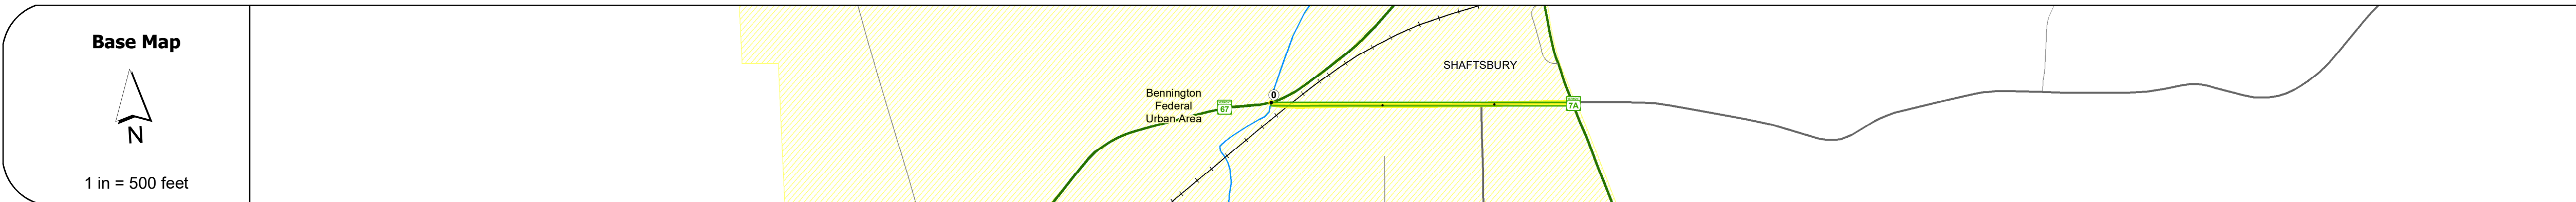 Base Map
N
1 in = 500 feet
Bennington
Federal
Urban Area
67
0
SHAFTSBURY
7A